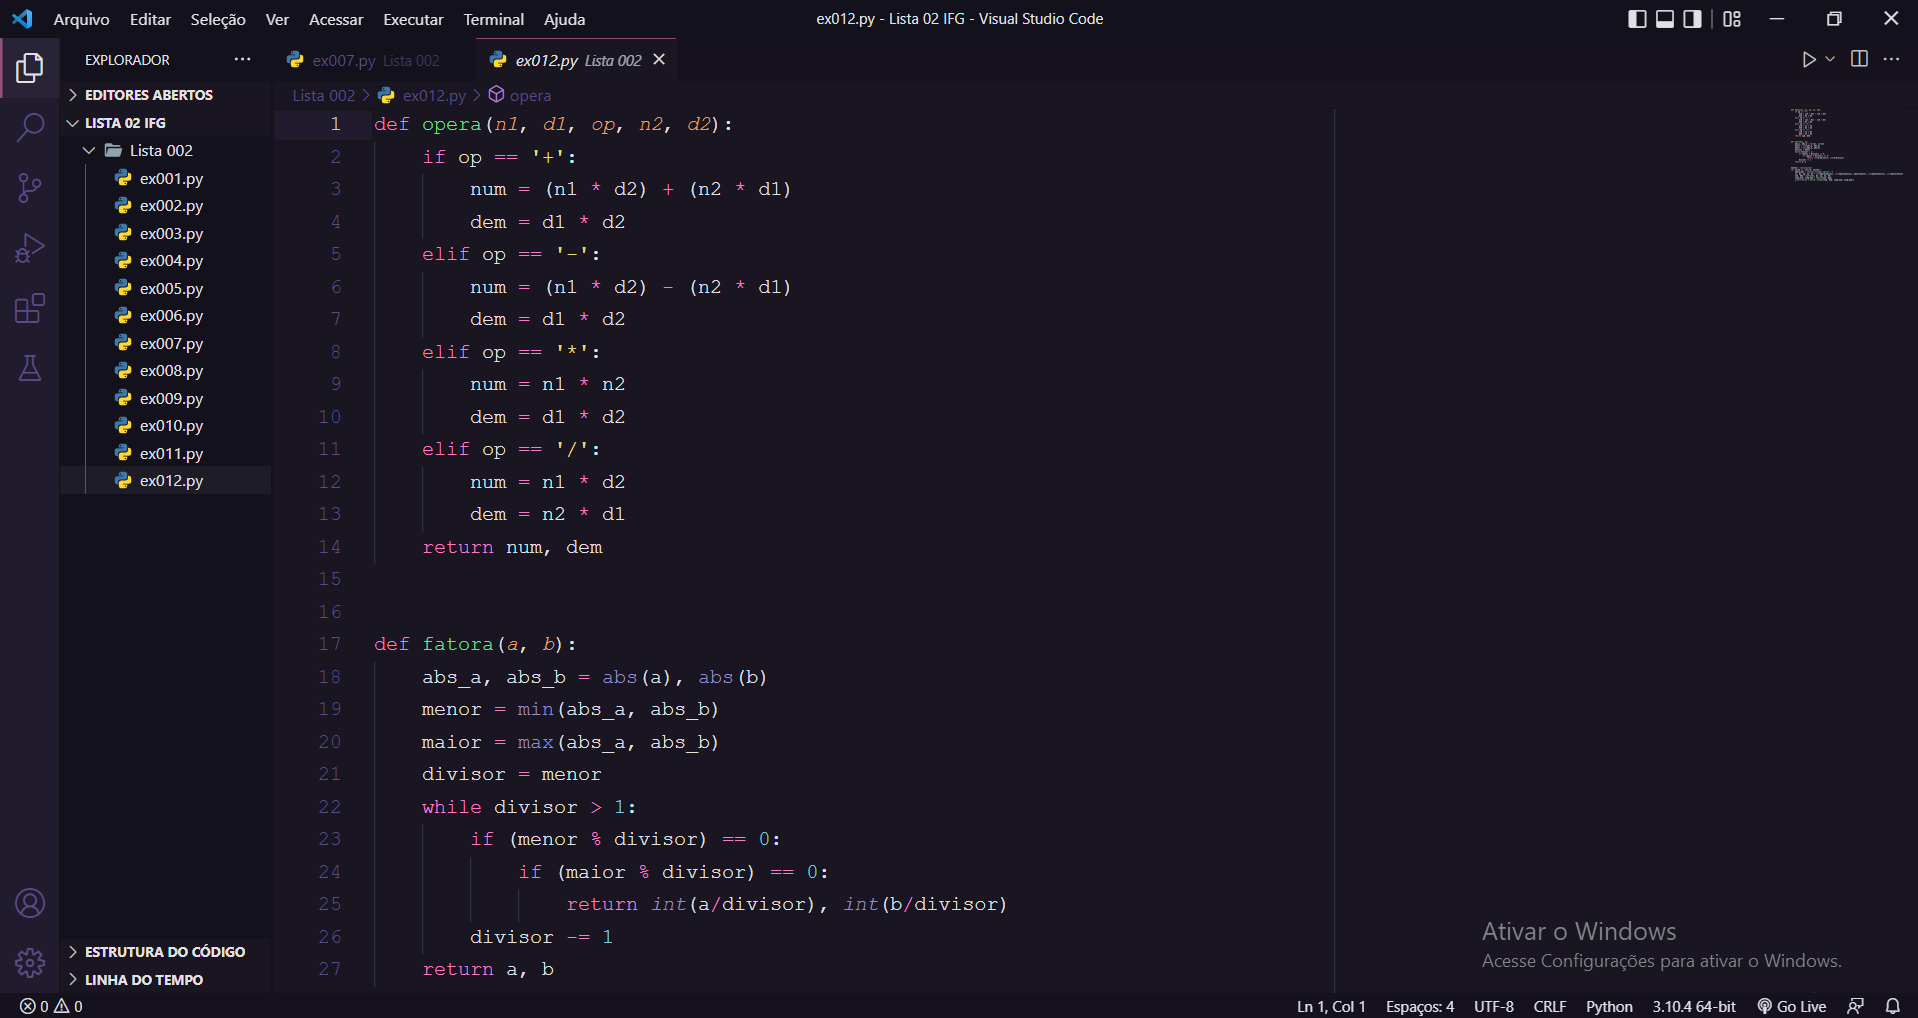 Arquivo Editar Seleção Ver Acessar Executar Terminal Ajuda
ex012.py - Lista 02 IFG - Visual Studio Code
EXPLORADOR
ex007.py Lista 002
ex012.py Lista 002
EDITORES ABERTOS
LISTA 02 IFG
Lista 002
ex001.py
ex002.py
ex003.py
ex004.py
ex005.py
ex006.py
ex007.py
ex008.py
ex009.py
ex010.py
ex011.py
ex012.py
ESTRUTURA DO CÓDIGO
LINHA DO TEMPO
Lista 002 > ex012.py > opera
1 def opera(n1, d1, op, n2, d2):
2     if op == '+':
3         num = (n1 * d2) + (n2 * d1)
4         dem = d1 * d2
5     elif op == '-':
6         num = (n1 * d2) - (n2 * d1)
7         dem = d1 * d2
8     elif op == '*':
9         num = n1 * n2
10         dem = d1 * d2
11     elif op == '/':
12         num = n1 * d2
13         dem = n2 * d1
14     return num, dem
15
16
17 def fatora(a, b):
18     abs_a, abs_b = abs(a), abs(b)
19     menor = min(abs_a, abs_b)
20     maior = max(abs_a, abs_b)
21     divisor = menor
22     while divisor > 1:
23         if (menor % divisor) == 0:
24             if (maior % divisor) == 0:
25                 return int(a/divisor), int(b/divisor)
26         divisor -= 1
27     return a, b
Ativar o Windows
Acesse Configurações para ativar o Windows.
0 0
Ln 1, Col 1 Espaços: 4 UTF-8 CRLF Python 3.10.4 64-bit Go Live